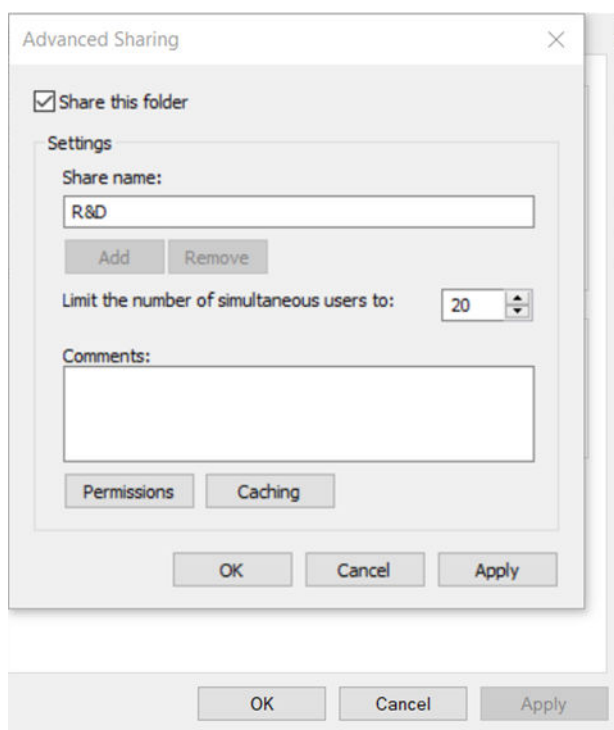 Advanced Sharing
Share this folder
Settings
Share name:
R&D
Add Remove
Limit the number of simultaneous users to: 20
Comments:
Permissions Caching
OK Cancel Apply
OK Cancel Apply